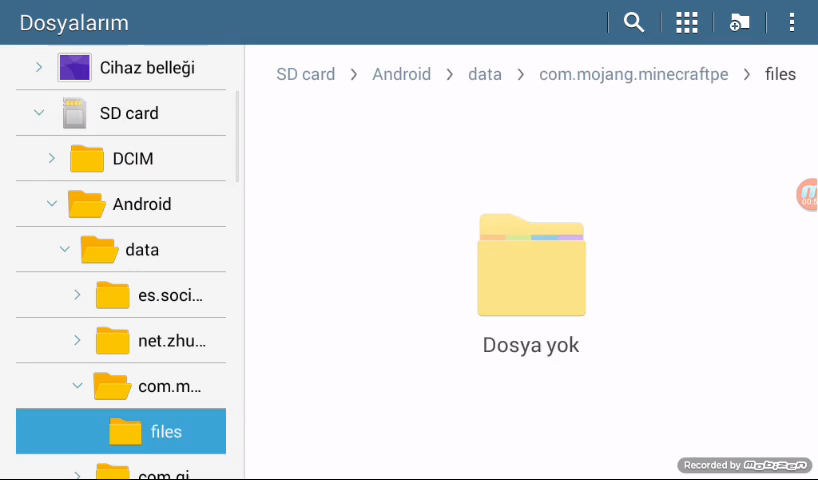 Dosyalarım
Cihaz belleği
SD card
DCIM
Android
data
es.soci...
net.zhu...
com.m...
files
SD card > Android > data > com.mojang.minecraftpe > files
Dosya yok
Recorded by mobizen